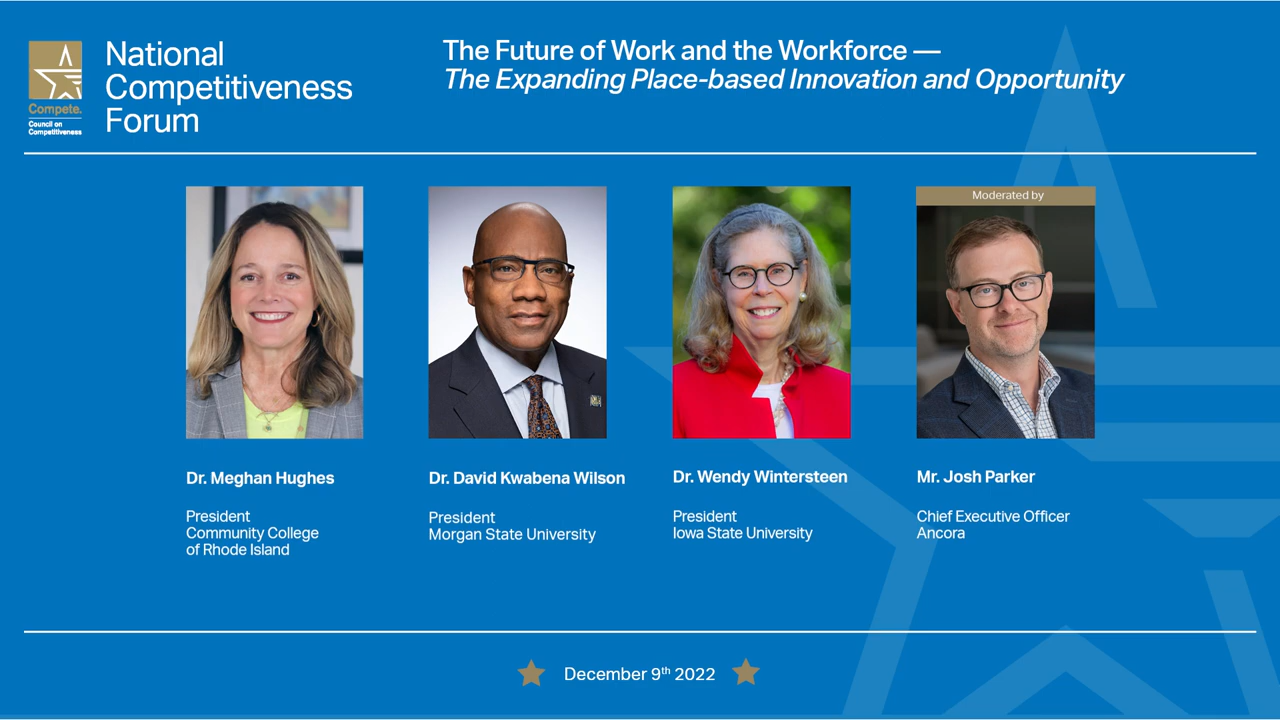 Compete.
Council on
Competitiveness
National
Competitiveness
Forum
The Future of Work and the Workforce —
The Expanding Place-based Innovation and Opportunity
Moderated by
Dr. Meghan Hughes
President
Community College
of Rhode Island
Dr. David Kwabena Wilson
President
Morgan State University
Dr. Wendy Wintersteen
President
Iowa State University
Mr. Josh Parker
Chief Executive Officer
Ancora
December 9th 2022